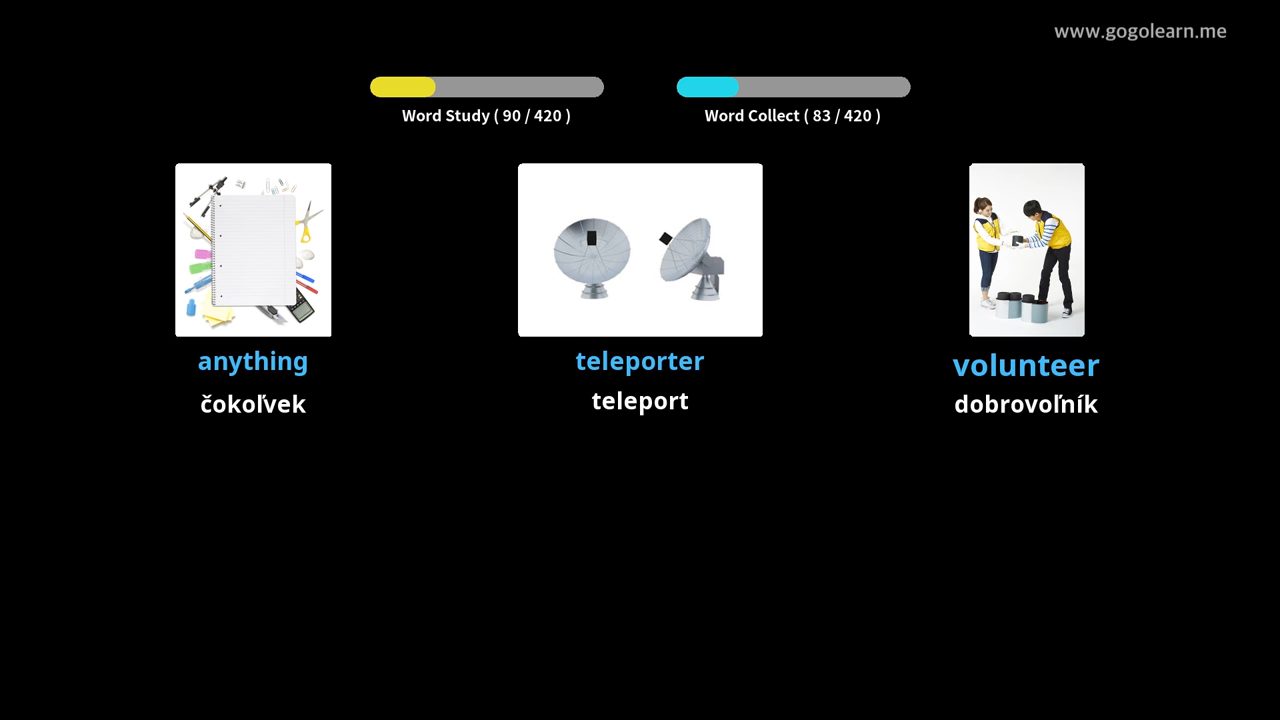 www.gogolearn.me
Word Study ( 90 / 420 )
Word Collect ( 83 / 420 )
anything
teleporter
volunteer
čokoľvek
teleport
dobrovoľník